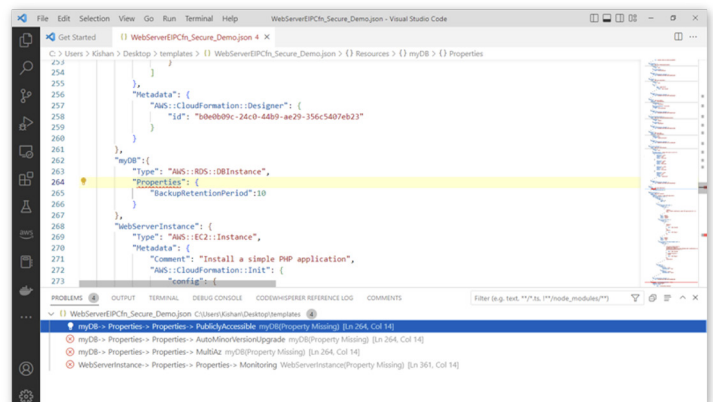 File Edit Selection View Go Run Terminal Help WebServerEIPCfn_Secure_Demo.json - Visual Studio Code
Get Started {} WebServerEIPCfn_Secure_Demo.json 4 ×
C: > Users > Kishan > Desktop > templates > {} WebServerEIPCfn_Secure_Demo.json > {} Resources > {} myDB > {} Properties
253 }
254 ]
255 },
256 "Metadata": {
257 "AWS::CloudFormation::Designer": {
258 "id": "b0e0b09c-24c0-44b9-ae29-356c5407eb23"
259 }
260 }
261 },
262 "myDB":{
263 "Type": "AWS::RDS::DBInstance",
264 "Properties": {
265 "BackupRetentionPeriod":10
266 }
267 },
268 "WebServerInstance": {
269 "Type": "AWS::EC2::Instance",
270 "Metadata": {
271 "Comment": "Install a simple PHP application",
272 "AWS::CloudFormation::Init": {
273 "config": {
PROBLEMS 4 OUTPUT TERMINAL DEBUG CONSOLE CODEWHISPERER REFERENCE LOG COMMENTS Filter (e.g. text, **/*.ts, !**/node_modules/**)
{} WebServerEIPCfn_Secure_Demo.json C:\Users\Kishan\Desktop\templates 4
myDB-> Properties-> Properties-> PubliclyAccessible myDB(Property Missing) [Ln 264, Col 14]
myDB-> Properties-> Properties-> AutoMinorVersionUpgrade myDB(Property Missing) [Ln 264, Col 14]
myDB-> Properties-> Properties-> MultiAz myDB(Property Missing) [Ln 264, Col 14]
WebServerInstance-> Properties-> Properties-> Monitoring WebServerInstance(Property Missing) [Ln 361, Col 14]